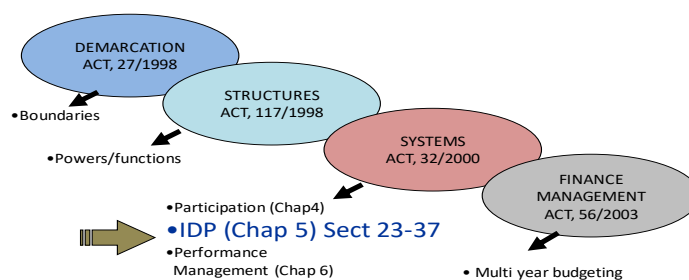 DEMARCATION
ACT, 27/1998
•Boundaries
STRUCTURES
ACT, 117/1998
•Powers/functions
SYSTEMS
ACT, 32/2000
•Participation (Chap4)
•IDP (Chap 5) Sect 23-37
•Performance
Management (Chap 6)
FINANCE
MANAGEMENT
ACT, 56/2003
• Multi year budgeting